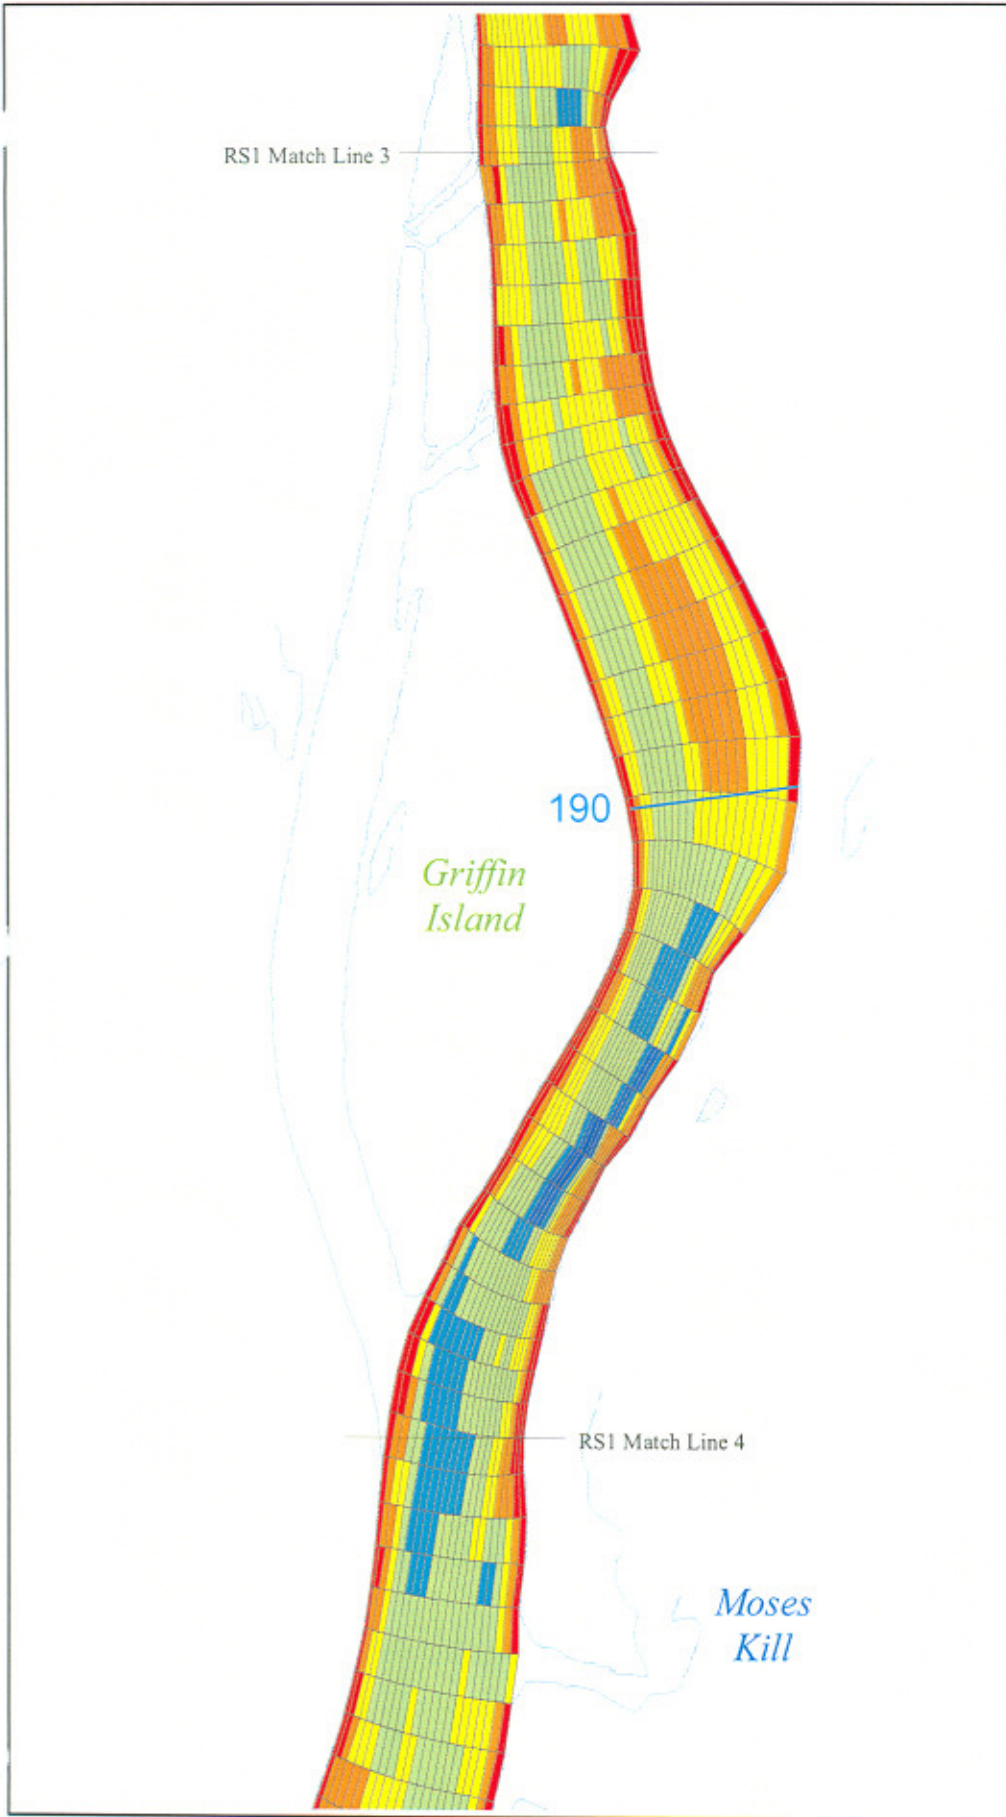 RS1 Match Line 3
190
Griffin
Island
RS1 Match Line 4
Moses
Kill